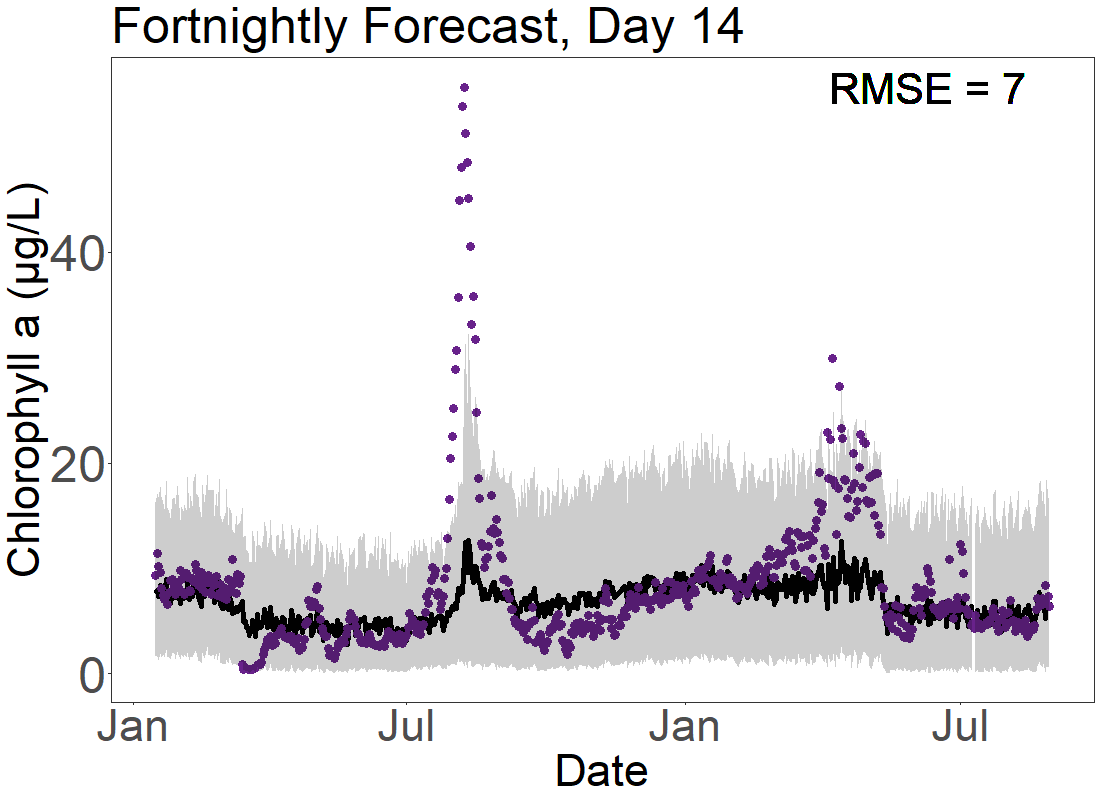 Fortnightly Forecast, Day 14
RMSE = 7
Chlorophyll a (µg/L)
40
20
0
Jan Jul Jan Jul
Date